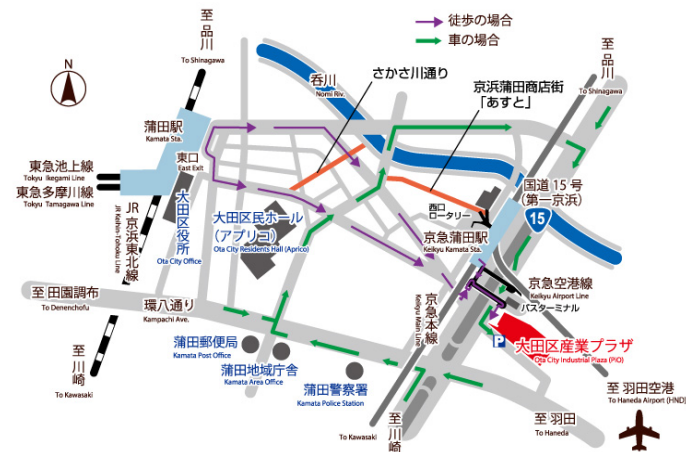 徒歩の場合
車の場合
至 品川
To Shinagawa
至 品川
To Shinagawa
N
さかさ川通り
呑川
Nomi Riv.
京浜蒲田商店街
「あすと」
蒲田駅
Kamata Sta.
東口
East Exit
東急池上線
Tokyu Ikegami Line
東急多摩川線
Tokyu Tamagawa Line
JR京浜東北線
JR Keihin-Tohoku Line
大田区役所
Ota City Office
大田区民ホール
（アプリコ）
Ota City Residents Hall (Aprico)
西口
ロータリー
国道15号
（第一京浜）
15
京急蒲田駅
Keikyu Kamata Sta.
京急空港線
Keikyu Airport Line
バスターミナル
京急本線
Keikyu Main Line
至 田園調布
To Denenchofu
環八通り
Kampachi Ave.
P
大田区産業プラザ
Ota City Industrial Plaza (PiO)
蒲田郵便局
Kamata Post Office
蒲田地域庁舎
Kamata Area Office
蒲田警察署
Kamata Police Station
至 川崎
To Kawasaki
至 川崎
To Kawasaki
至 羽田
To Haneda
至 羽田空港
To Haneda Airport (HND)